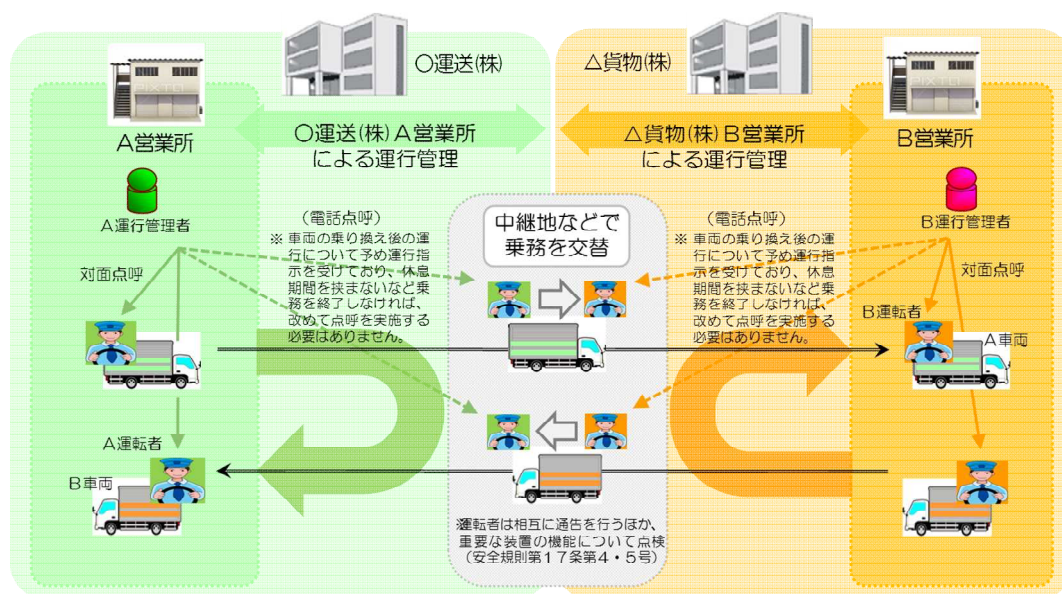 〇運送(株)
△貨物(株)
A営業所
〇運送(株)A営業所
による運行管理
△貨物(株)B営業所
による運行管理
B営業所
A運行管理者
(電話点呼)
※ 車両の乗り換え後の運
行について予め運行指
示を受けており、休息
期間を挟まないなど乗
務を終了しなければ、
改めて点呼を実施する
必要はありません。
中継地などで
乗務を交替
(電話点呼)
※ 車両の乗り換え後の運
行について予め運行指
示を受けており、休息
期間を挟まないなど乗
務を終了しなければ、
改めて点呼を実施する
必要はありません。
B運行管理者
対面点呼
対面点呼
B運転者
A車両
A運転者
B車両
※運転者は相互に通告を行うほか、
重要な装置の機能について点検
(安全規則第17条第4・5号)